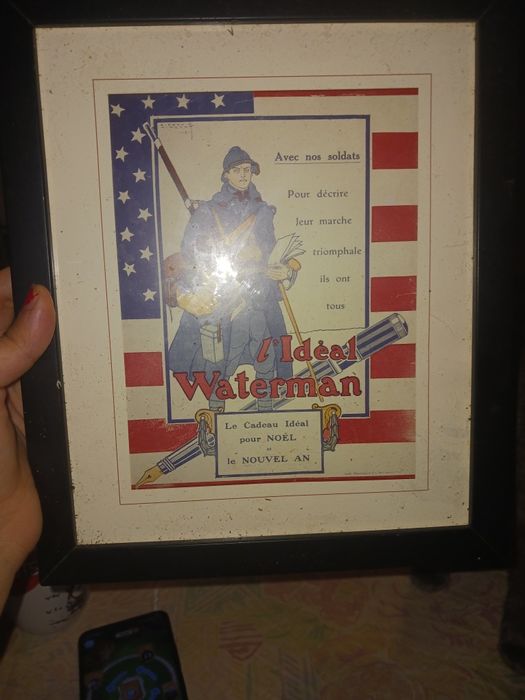 Avec nos soldats
Pour décrire
leur marche
triomphale
ils ont
tous
l'Idéal
Waterman
Le Cadeau Idéal
pour NOËL
et
le NOUVEL AN